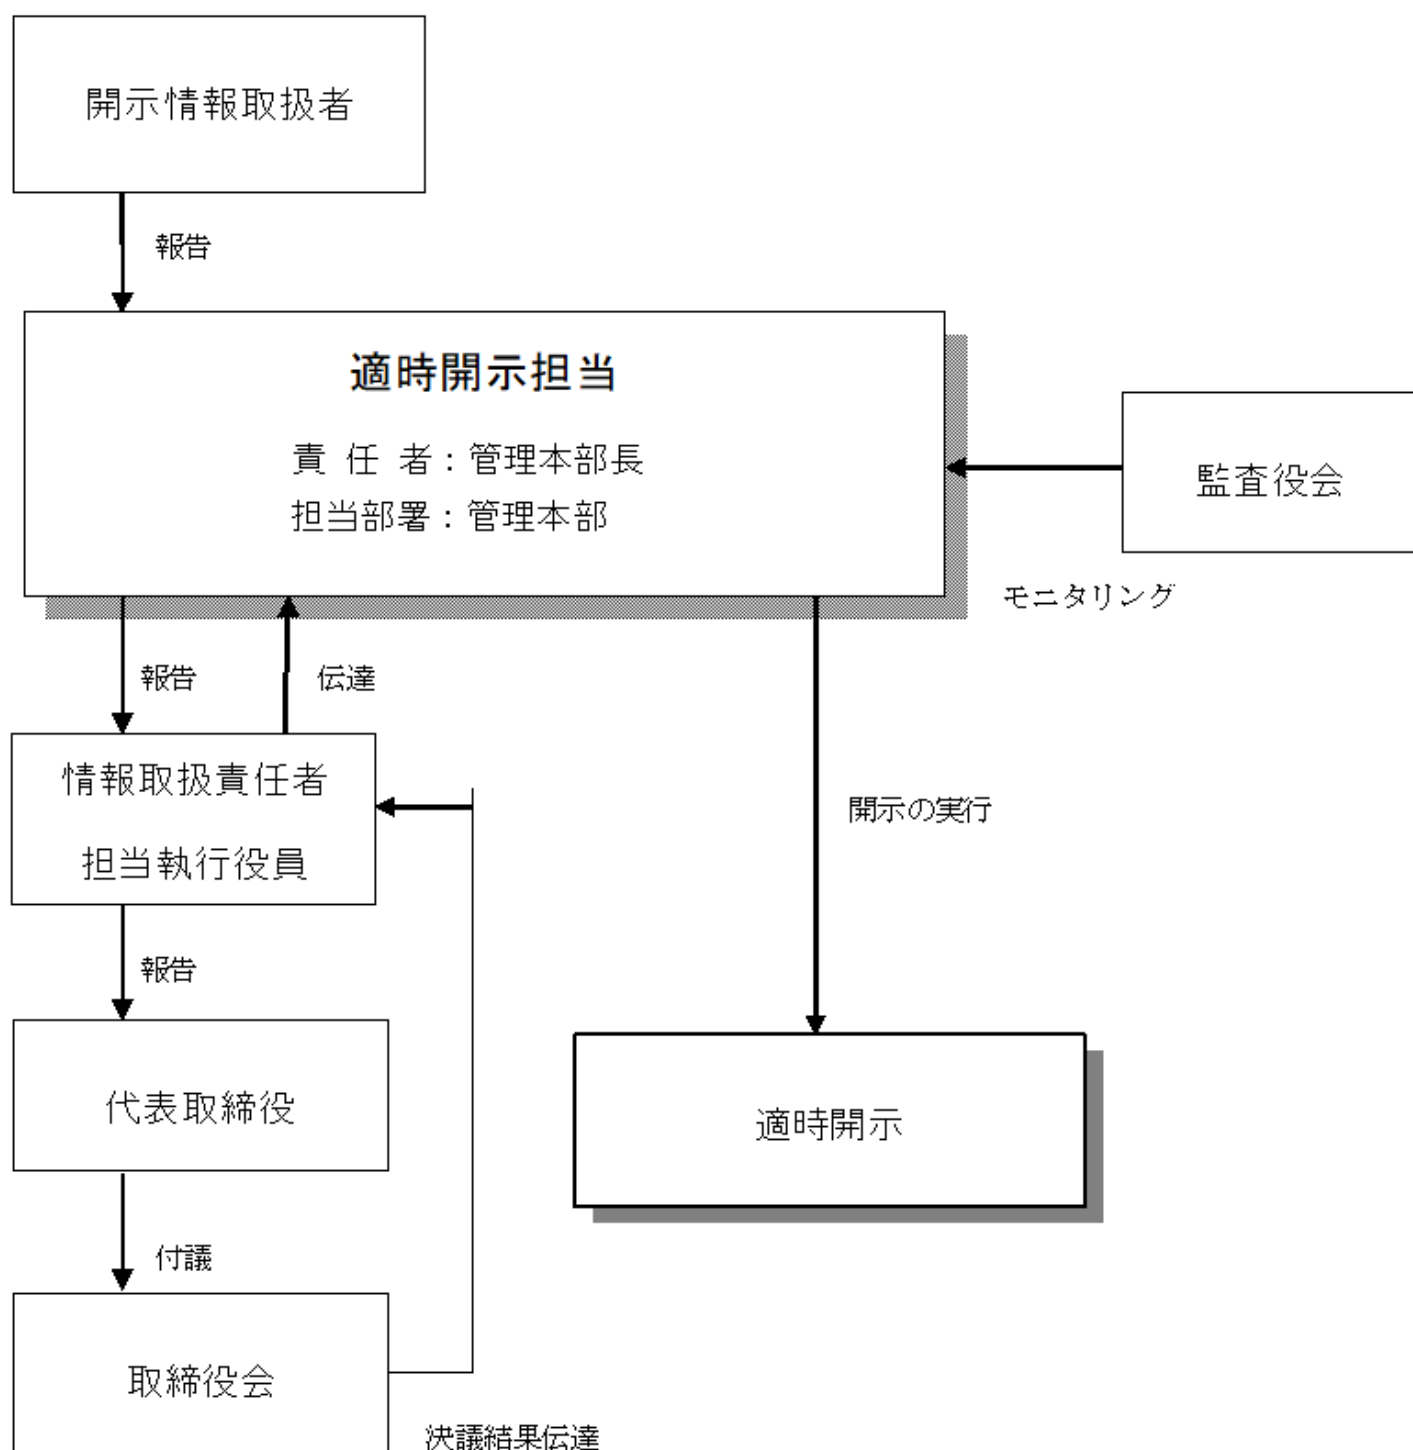 開示情報取扱者
報告
適時開示担当
責任者：管理本部長
担当部署：管理本部
監査役会
モニタリング
報告
伝達
情報取扱責任者
担当執行役員
開示の実行
報告
代表取締役
適時開示
付議
取締役会
決議結果伝達